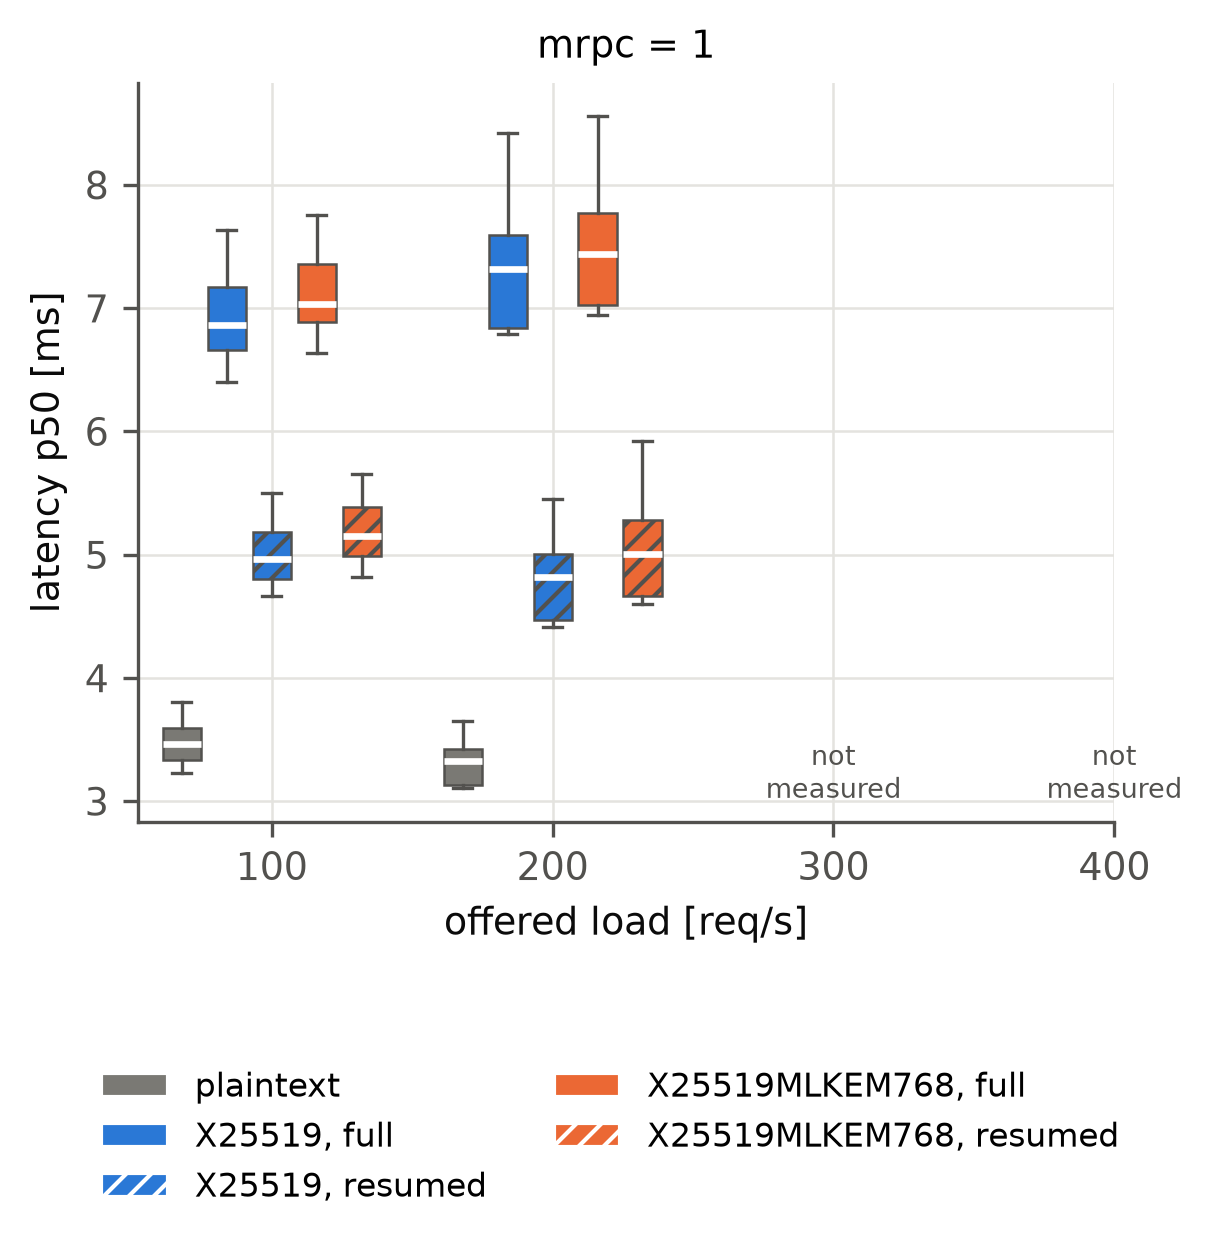 mrpc = 1
latency p50 [ms]
8
7
6
5
4
3
not
measured
not
measured
100
200
300
400
offered load [req/s]
plaintext
X25519, full
X25519, resumed
X25519MLKEM768, full
X25519MLKEM768, resumed